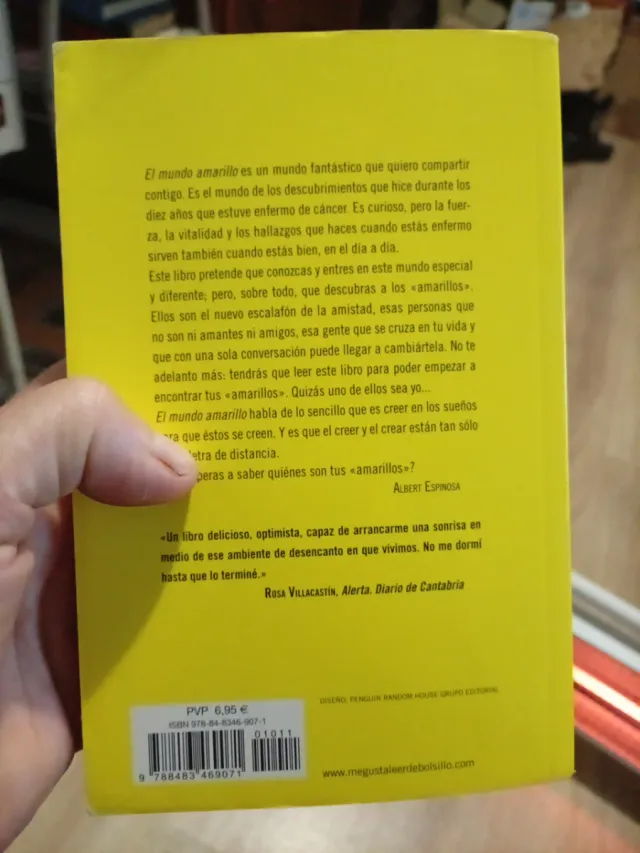 El mundo amarillo es un mundo fantástico que quiero compartir
contigo. Es el mundo de los descubrimientos que hice durante los
diez años que estuve enfermo de cáncer. Es curioso, pero la fuer-
za, la vitalidad y los hallazgos que haces cuando estás enfermo
sirven también cuando estás bien, en el día a día.
Este libro pretende que conozcas y entres en este mundo especial
y diferente; pero, sobre todo, que descubras a los «amarillos».
Ellos son el nuevo escalafón de la amistad, esas personas que
no son ni amantes ni amigos, esa gente que se cruza en tu vida y
que con una sola conversación puede llegar a cambiártela. No te
adelanto más: tendrás que leer este libro para poder empezar a
encontrar tus «amarillos». Quizás uno de ellos sea yo...
El mundo amarillo habla de lo sencillo que es creer en los sueños
que éstos se creen. Y es que el creer y el crear están tan sólo
letra de distancia.
peras a saber quiénes son tus «amarillos»?
ALBERT ESPINOSA
«Un libro delicioso, optimista, capaz de arrancarme una sonrisa en
medio de ese ambiente de desencanto en que vivimos. No me dormí
hasta que lo terminé.»
ROSA VILLACASTÍN, Alerta. Diario de Cantabria
DISEÑO: PENGUIN RANDOM HOUSE GRUPO EDITORIAL
PVP 6,95 €
ISBN 978-84-8346-907-1
01011
9 788483 469071
www.megustaleerdebolsillo.com